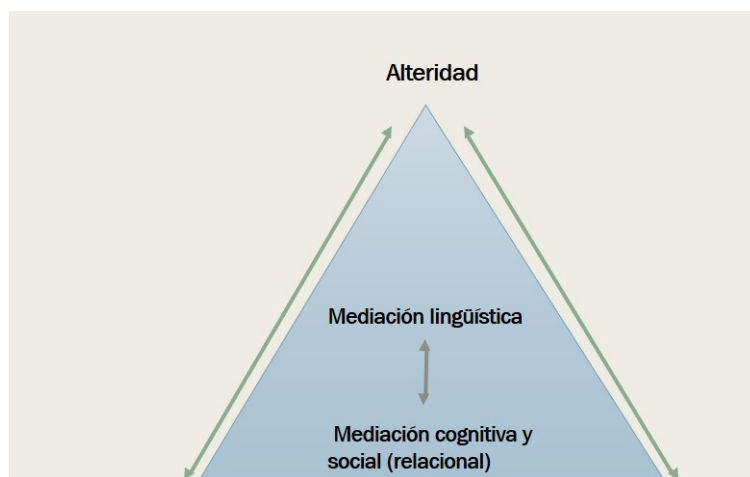 Alteridad
Mediación lingüística
Mediación cognitiva y
social (relacional)